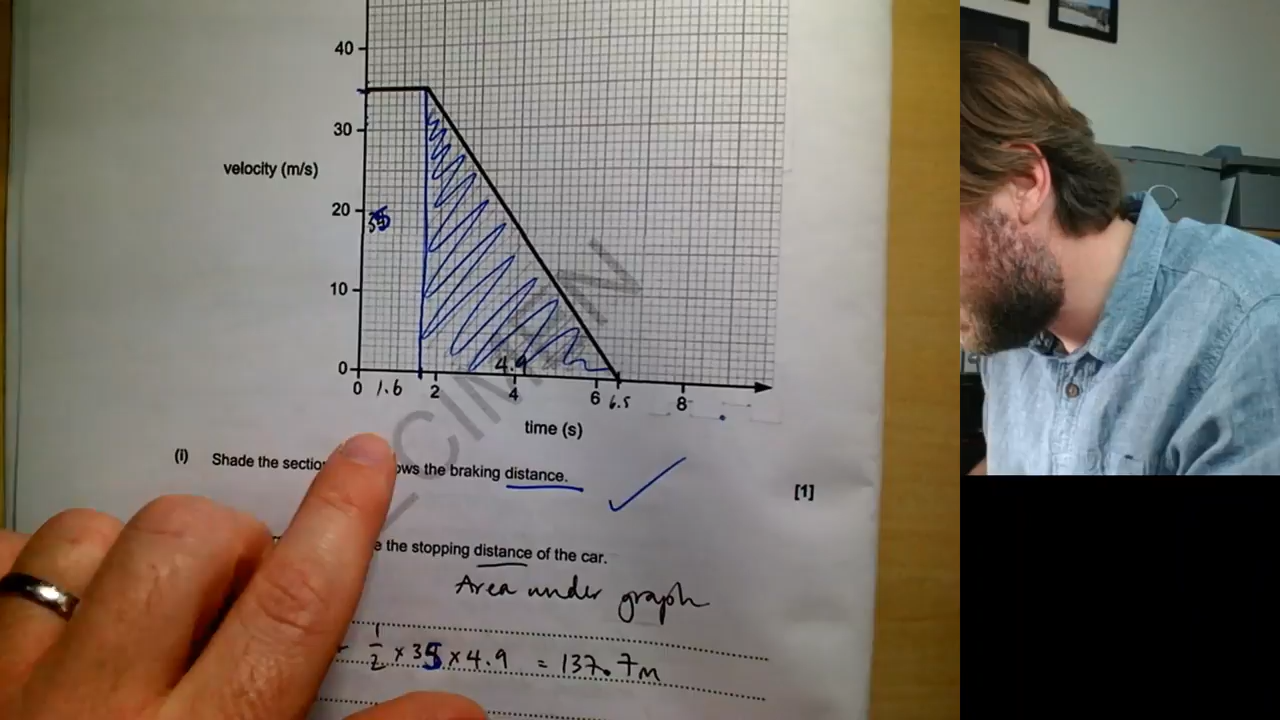 40
30
velocity (m/s)
20
35
10
4.9
0
0 1.6 2 4 6 6.5 8
time (s)
(i) Shade the section ows the braking distance.
[1]
the stopping distance of the car.
Area under graph
1/2 × 35 × 4.9 = 137.7m